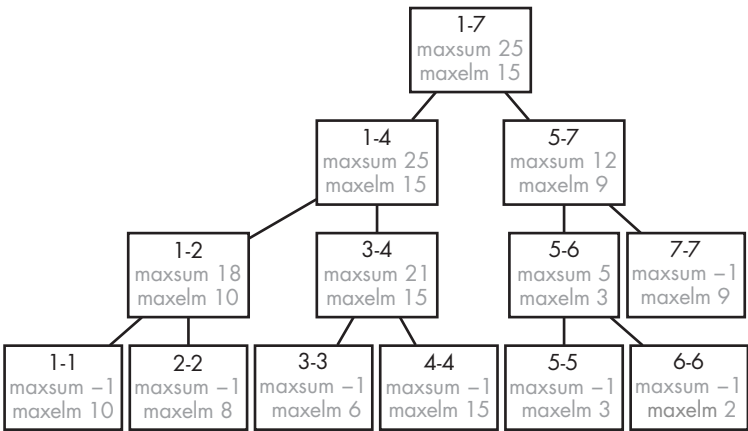 1-7
maxsum 25
maxelm 15
1-4
maxsum 25
maxelm 15
5-7
maxsum 12
maxelm 9
1-2
maxsum 18
maxelm 10
3-4
maxsum 21
maxelm 15
5-6
maxsum 5
maxelm 3
7-7
maxsum –1
maxelm 9
1-1
maxsum –1
maxelm 10
2-2
maxsum –1
maxelm 8
3-3
maxsum –1
maxelm 6
4-4
maxsum –1
maxelm 15
5-5
maxsum –1
maxelm 3
6-6
maxsum –1
maxelm 2